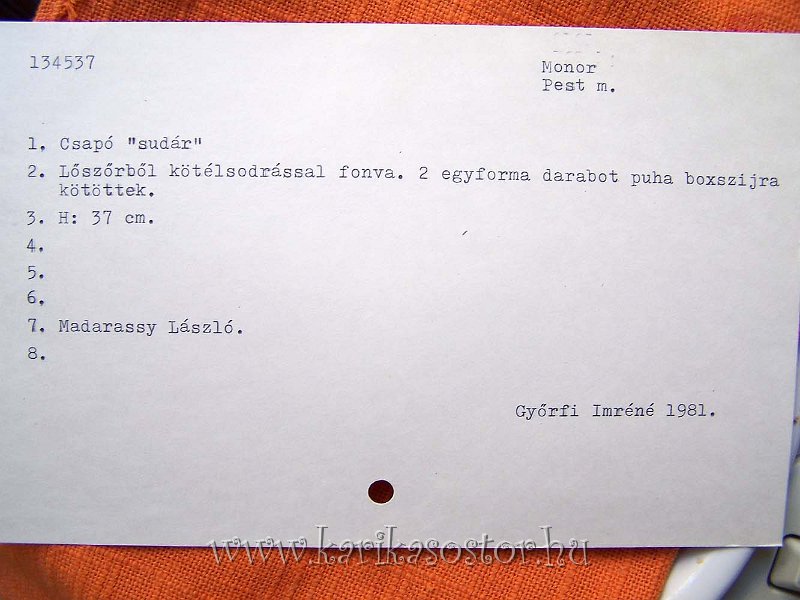 134537
Monor
Pest m.
1. Csapó "sudár"
2. Lőszőrből kötélsodrással fonva. 2 egyforma darabot puha boxszijra
kötöttek.
3. H: 37 cm.
4.
5.
6.
7. Madarassy László.
8.
Győrfi Imréné 1981.
www.karikasostor.hu